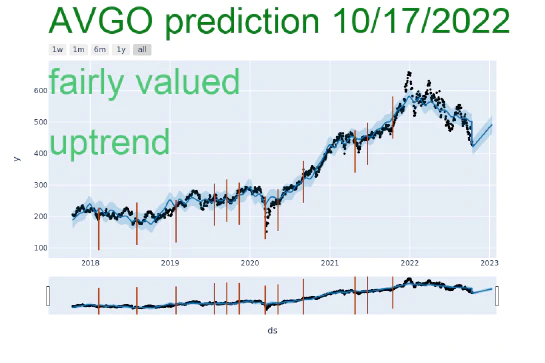 AVGO prediction 10/17/2022
1w 1m 6m 1y all
fairly valued
uptrend
600
500
400
300
200
100
y
2018 2019 2020 2021 2022 2023
ds